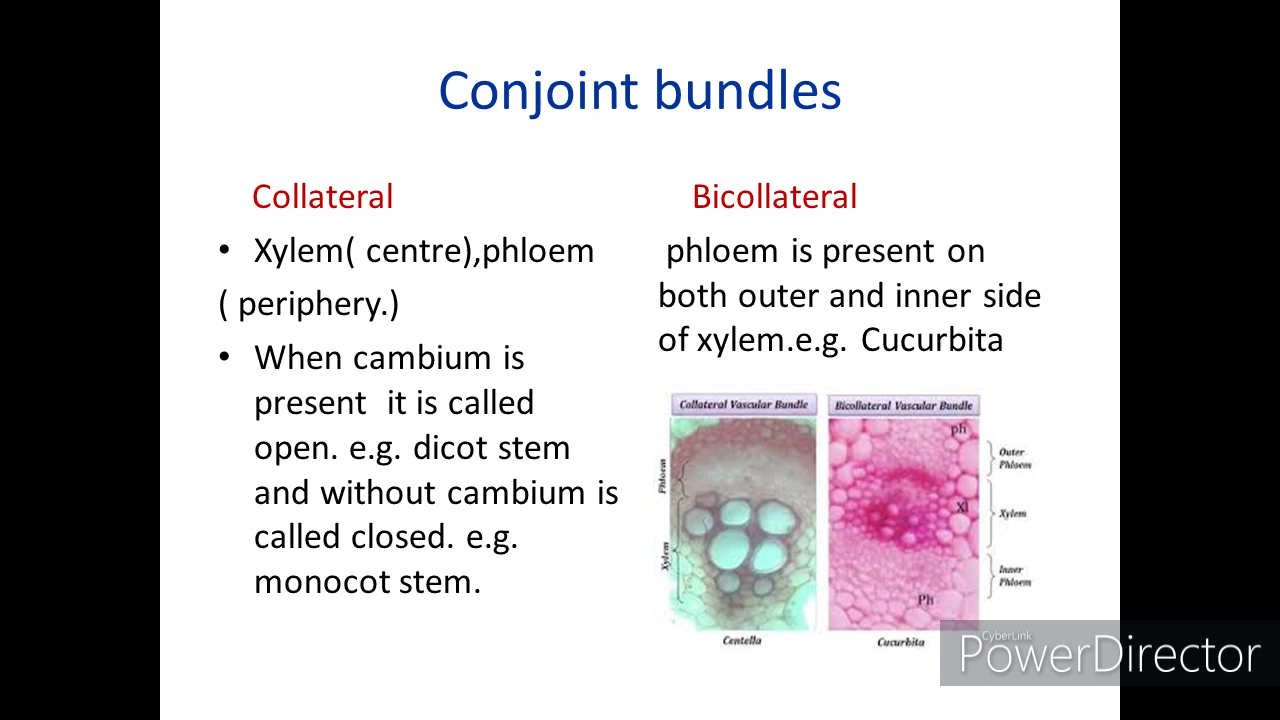 Conjoint bundles
Collateral
• Xylem( centre),phloem
( periphery.)
• When cambium is
present it is called
open. e.g. dicot stem
and without cambium is
called closed. e.g.
monocot stem.
Bicollateral
phloem is present on
both outer and inner side
of xylem.e.g. Cucurbita
Collateral Vascular Bundle
Phloem
Xylem
Centella
Bicollateral Vascular Bundle
ph
Xl
Ph
Outer
Phloem
Xylem
Inner
Phloem
Cucurbita
CyberLink
PowerDirector